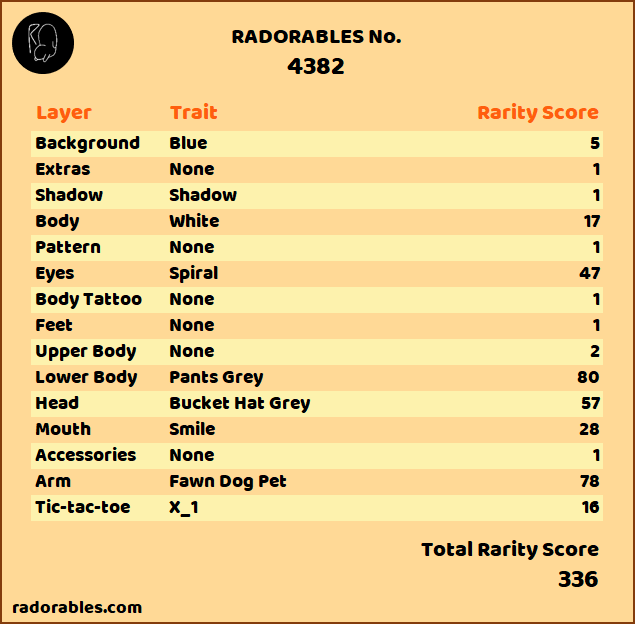 RADORABLES No.
4382
Layer Trait Rarity Score
Background Blue 5
Extras None 1
Shadow Shadow 1
Body White 17
Pattern None 1
Eyes Spiral 47
Body Tattoo None 1
Feet None 1
Upper Body None 2
Lower Body Pants Grey 80
Head Bucket Hat Grey 57
Mouth Smile 28
Accessories None 1
Arm Fawn Dog Pet 78
Tic-tac-toe X_1 16
Total Rarity Score
336
radorables.com